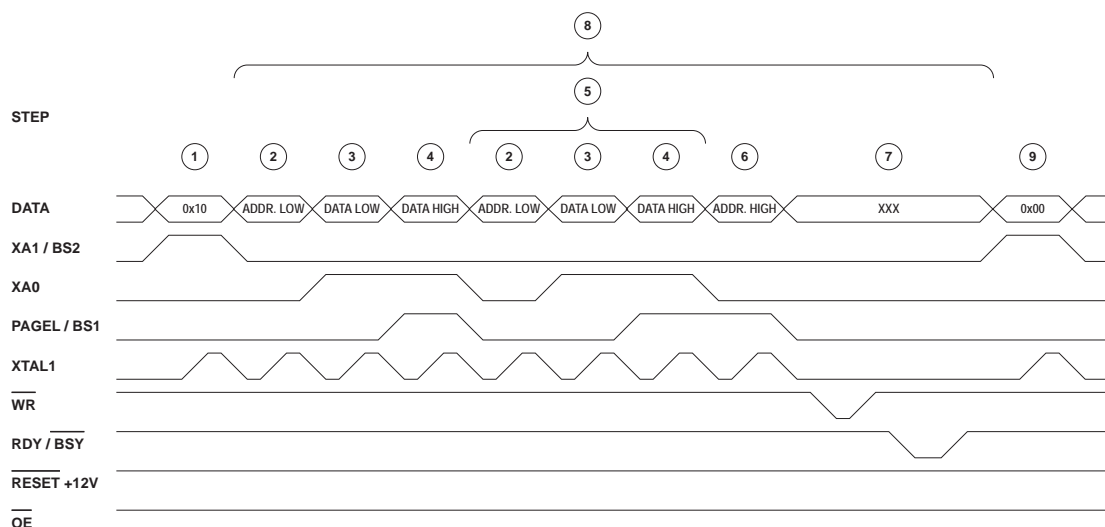 8
5
STEP
1 2 3 4 2 3 4 6 7 9
DATA 0x10 ADDR. LOW DATA LOW DATA HIGH ADDR. LOW DATA LOW DATA HIGH ADDR. HIGH XXX 0x00
XA1 / BS2
XA0
PAGEL / BS1
XTAL1
WR
RDY / BSY
RESET +12V
OE